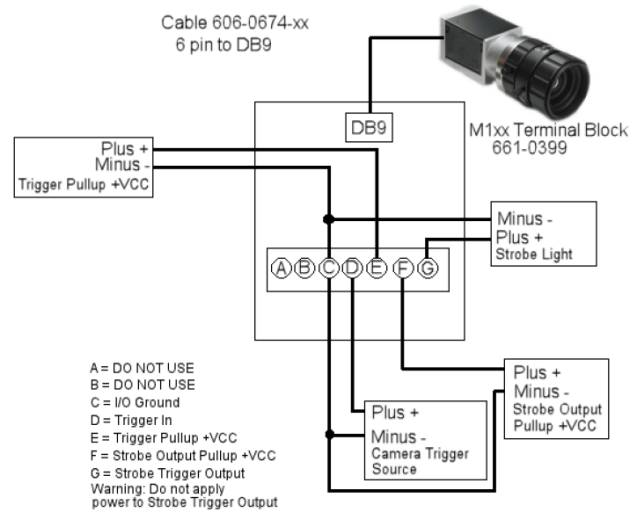 Cable 606-0674-xx
6 pin to DB9
DB9
M1xx Terminal Block
661-0399
Plus +
Minus -
Trigger Pullup +VCC
Minus -
Plus +
Strobe Light
A B C D E F G
A = DO NOT USE
B = DO NOT USE
C = I/O Ground
D = Trigger In
E = Trigger Pullup +VCC
F = Strobe Output Pullup +VCC
G = Strobe Trigger Output
Warning: Do not apply
power to Strobe Trigger Output
Plus +
Minus -
Camera Trigger
Source
Plus +
Minus -
Strobe Output
Pullup +VCC